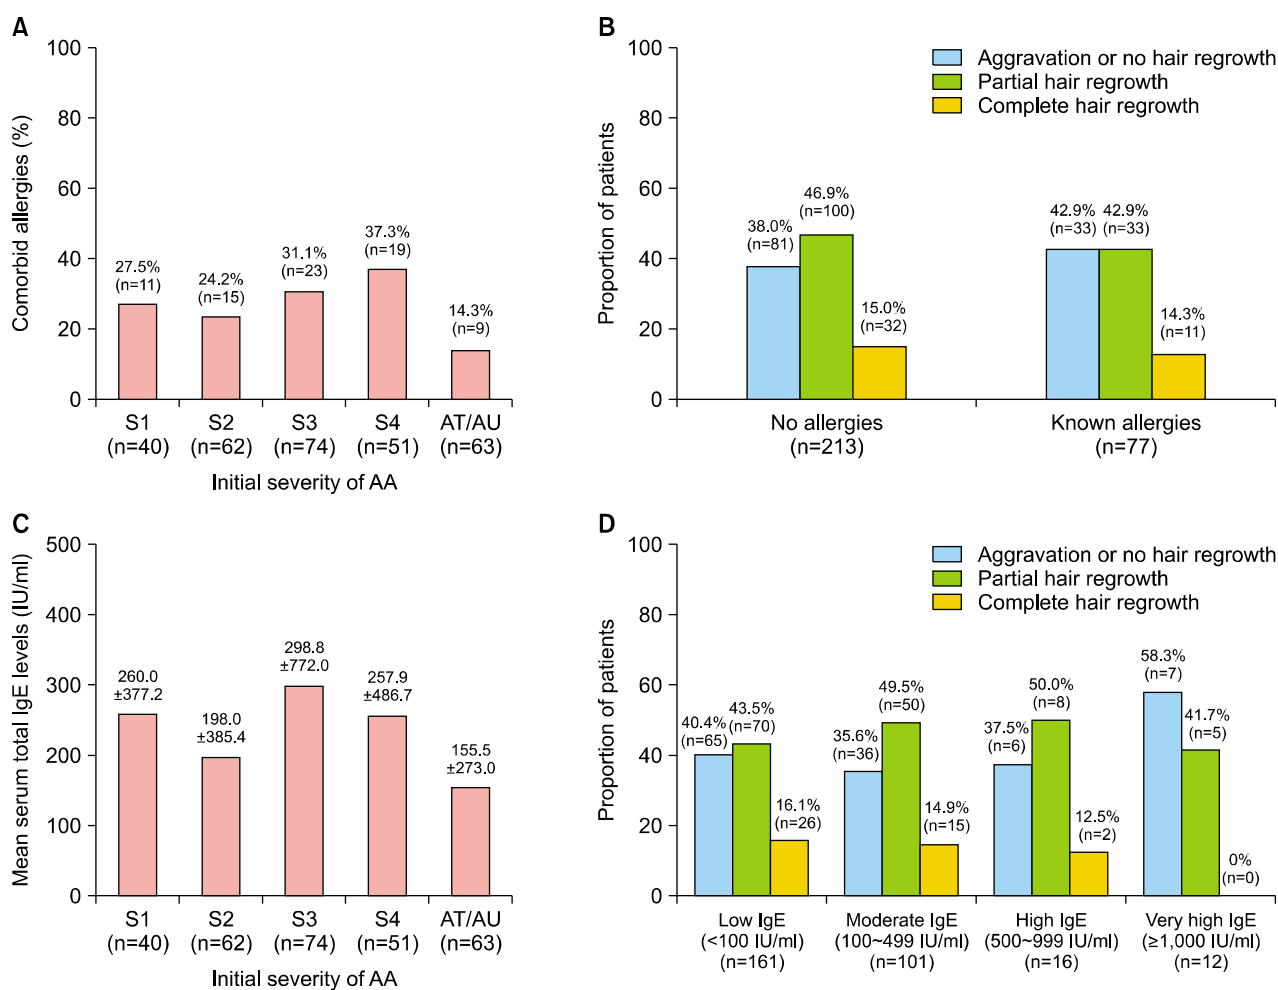 A
Comorbid allergies (%)
100
80
60
40
20
0
27.5%
(n=11)
24.2%
(n=15)
31.1%
(n=23)
37.3%
(n=19)
14.3%
(n=9)
S1
(n=40)
S2
(n=62)
S3
(n=74)
S4
(n=51)
AT/AU
(n=63)
Initial severity of AA
B
Proportion of patients
100
80
60
40
20
0
Aggravation or no hair regrowth
Partial hair regrowth
Complete hair regrowth
38.0%
(n=81)
46.9%
(n=100)
15.0%
(n=32)
42.9%
(n=33)
42.9%
(n=33)
14.3%
(n=11)
No allergies
(n=213)
Known allergies
(n=77)
C
Mean serum total IgE levels (IU/ml)
500
400
300
200
100
0
260.0
±377.2
198.0
±385.4
298.8
±772.0
257.9
±486.7
155.5
±273.0
S1
(n=40)
S2
(n=62)
S3
(n=74)
S4
(n=51)
AT/AU
(n=63)
Initial severity of AA
D
Proportion of patients
100
80
60
40
20
0
Aggravation or no hair regrowth
Partial hair regrowth
Complete hair regrowth
40.4%
(n=65)
43.5%
(n=70)
16.1%
(n=26)
35.6%
(n=36)
49.5%
(n=50)
14.9%
(n=15)
37.5%
(n=6)
50.0%
(n=8)
12.5%
(n=2)
58.3%
(n=7)
41.7%
(n=5)
0%
(n=0)
Low IgE
(<100 IU/ml)
(n=161)
Moderate IgE
(100~499 IU/ml)
(n=101)
High IgE
(500~999 IU/ml)
(n=16)
Very high IgE
(≥1,000 IU/ml)
(n=12)